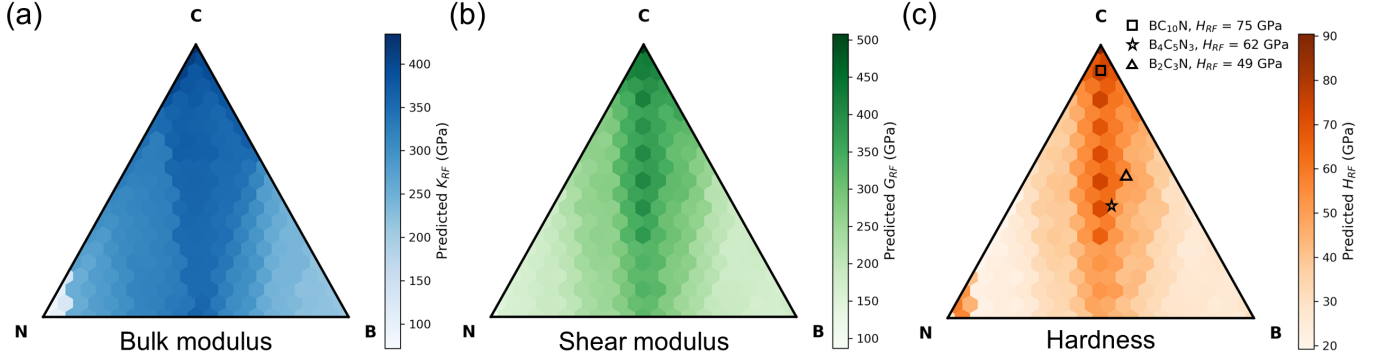 (a)
C
N
B
Bulk modulus
400
350
300
250
200
150
100
Predicted K_RF (GPa)
(b)
C
N
B
Shear modulus
500
450
400
350
300
250
200
150
100
Predicted G_RF (GPa)
(c)
C
BC₁₀N, H_RF = 75 GPa
B₄C₅N₃, H_RF = 62 GPa
B₂C₃N, H_RF = 49 GPa
N
B
Hardness
90
80
70
60
50
40
30
20
Predicted H_RF (GPa)